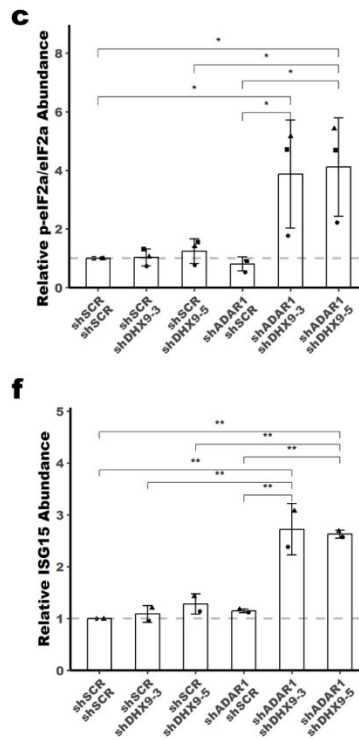 c
Relative p-eIF2a/eIF2a Abundance
8
6
4
2
0
*
*
*
*
*
shSCR
shSCR
shSCR
shDHX9-3
shSCR
shDHX9-5
shADAR1
shSCR
shADAR1
shDHX9-3
shADAR1
shDHX9-5
f
Relative ISG15 Abundance
5
4
3
2
1
0
**
**
**
**
**
**
shSCR
shSCR
shSCR
shDHX9-3
shSCR
shDHX9-5
shADAR1
shSCR
shADAR1
shDHX9-3
shADAR1
shDHX9-5